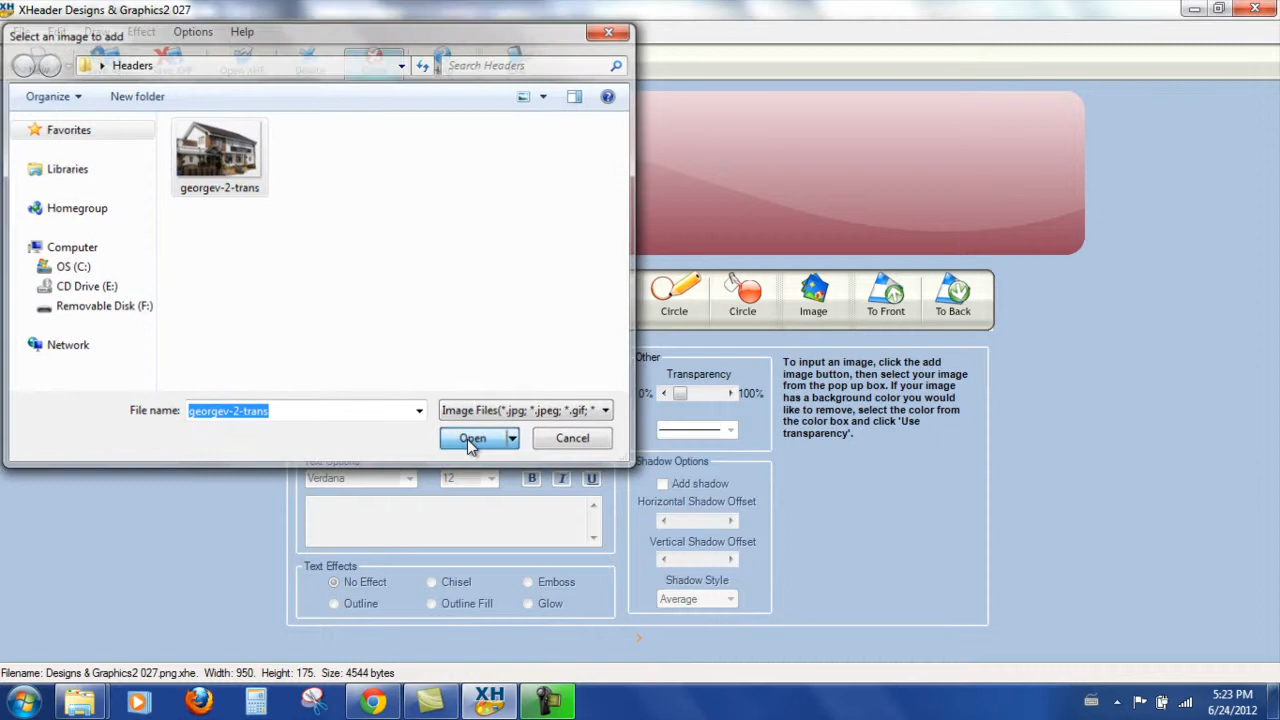 XHeader Designs & Graphics2 027
Select an image to add
Effect
Options
Help
Headers
Search Headers
Organize
New folder
Favorites
Libraries
Homegroup
Computer
OS (C:)
CD Drive (E:)
Removable Disk (F:)
Network
georgev-2-trans
File name:
georgev-2-trans
Image Files(*.jpg; *.jpeg; *.gif; *
Open
Cancel
Circle
Circle
Image
To Front
To Back
Other
Transparency
0%
100%
To input an image, click the add
image button, then select your image
from the pop up box. If your image
has a background color you would
like to remove, select the color from
the color box and click 'Use
transparency'.
Text Options
Verdana
12
B
I
U
Shadow Options
Add shadow
Horizontal Shadow Offset
Vertical Shadow Offset
Shadow Style
Average
Text Effects
No Effect
Chisel
Emboss
Outline
Outline Fill
Glow
Filename: Designs & Graphics2 027.png.xhe. Width: 950. Height: 175. Size: 4544 bytes
XH
5:23 PM
6/24/2012